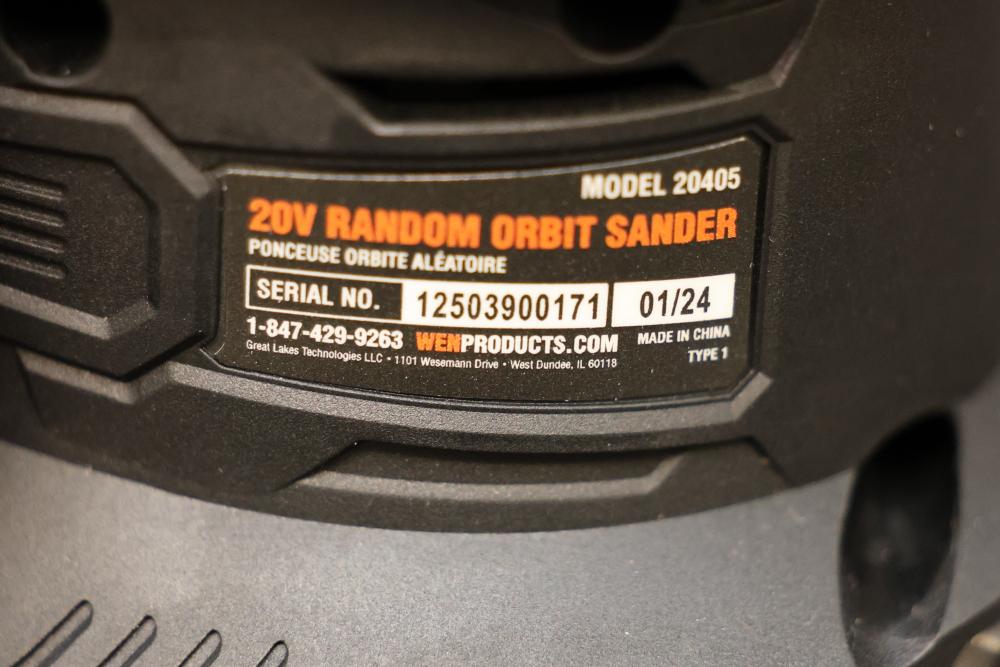 MODEL 20405
20V RANDOM ORBIT SANDER
PONCEUSE ORBITE ALÉATOIRE
SERIAL NO. 12503900171 01/24
1-847-429-9263 WENPRODUCTS.COM MADE IN CHINA
Great Lakes Technologies LLC • 1101 Wesemann Drive • West Dundee, IL 60118 TYPE 1